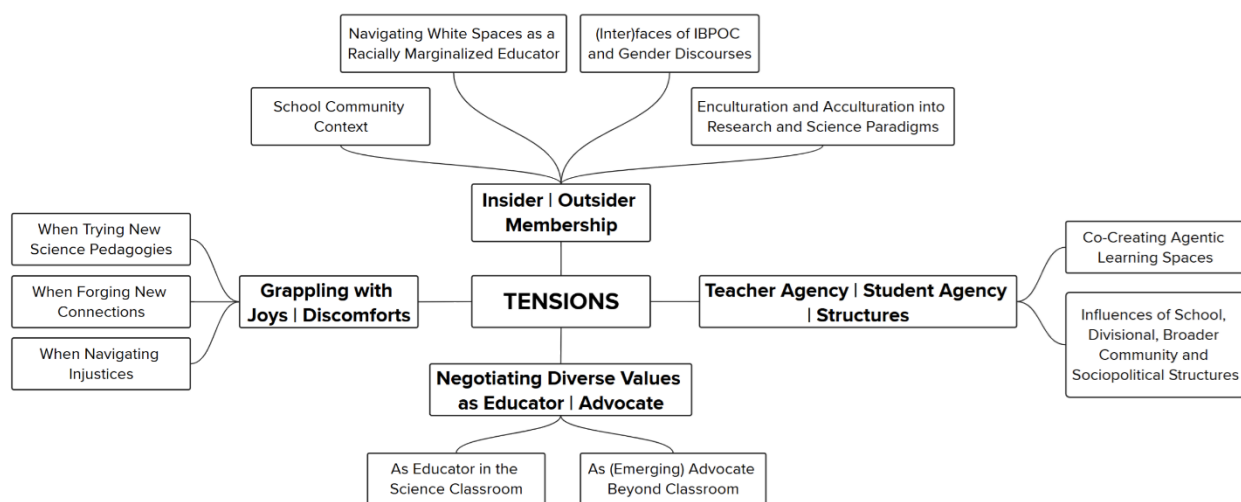 Navigating White Spaces as a
Racially Marginalized Educator
(Inter)faces of IBPOC
and Gender Discourses
School Community
Context
Enculturation and Acculturation into
Research and Science Paradigms
Insider | Outsider
Membership
When Trying New
Science Pedagogies
When Forging New
Connections
When Navigating
Injustices
Grappling with
Joys | Discomforts
TENSIONS
Teacher Agency | Student Agency
| Structures
Co-Creating Agentic
Learning Spaces
Influences of School,
Divisional, Broader
Community and
Sociopolitical Structures
Negotiating Diverse Values
as Educator | Advocate
As Educator in the
Science Classroom
As (Emerging) Advocate
Beyond Classroom